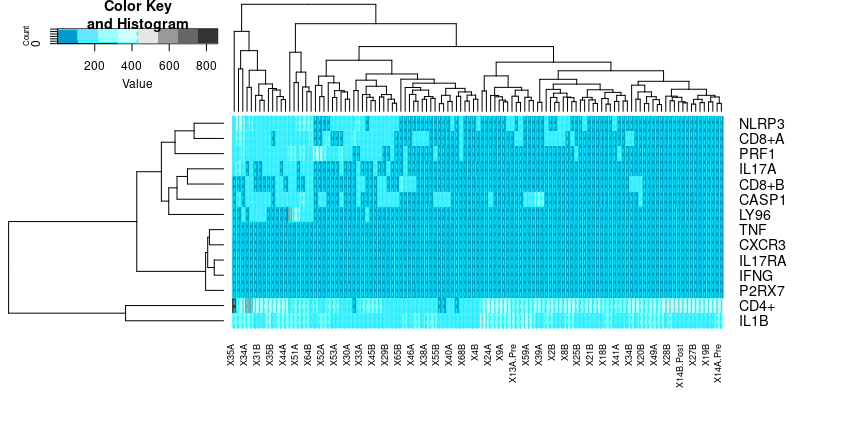 Color Key
and Histogram
Count
0
200 400 600 800
Value
NLRP3
CD8+A
PRF1
IL17A
CD8+B
CASP1
LY96
TNF
CXCR3
IL17RA
IFNG
P2RX7
CD4+
IL1B
X35A
X34A
X31B
X35B
X44A
X51A
X64B
X52A
X53A
X30A
X33A
X45B
X29B
X65B
X46A
X38A
X55B
X40A
X68B
X4B
X24A
X9A
X13A.Pre
X59A
X39A
X2B
X8B
X25B
X21B
X18B
X41A
X34B
X20B
X49A
X28B
X14B.Post
X27B
X19B
X14A.Pre